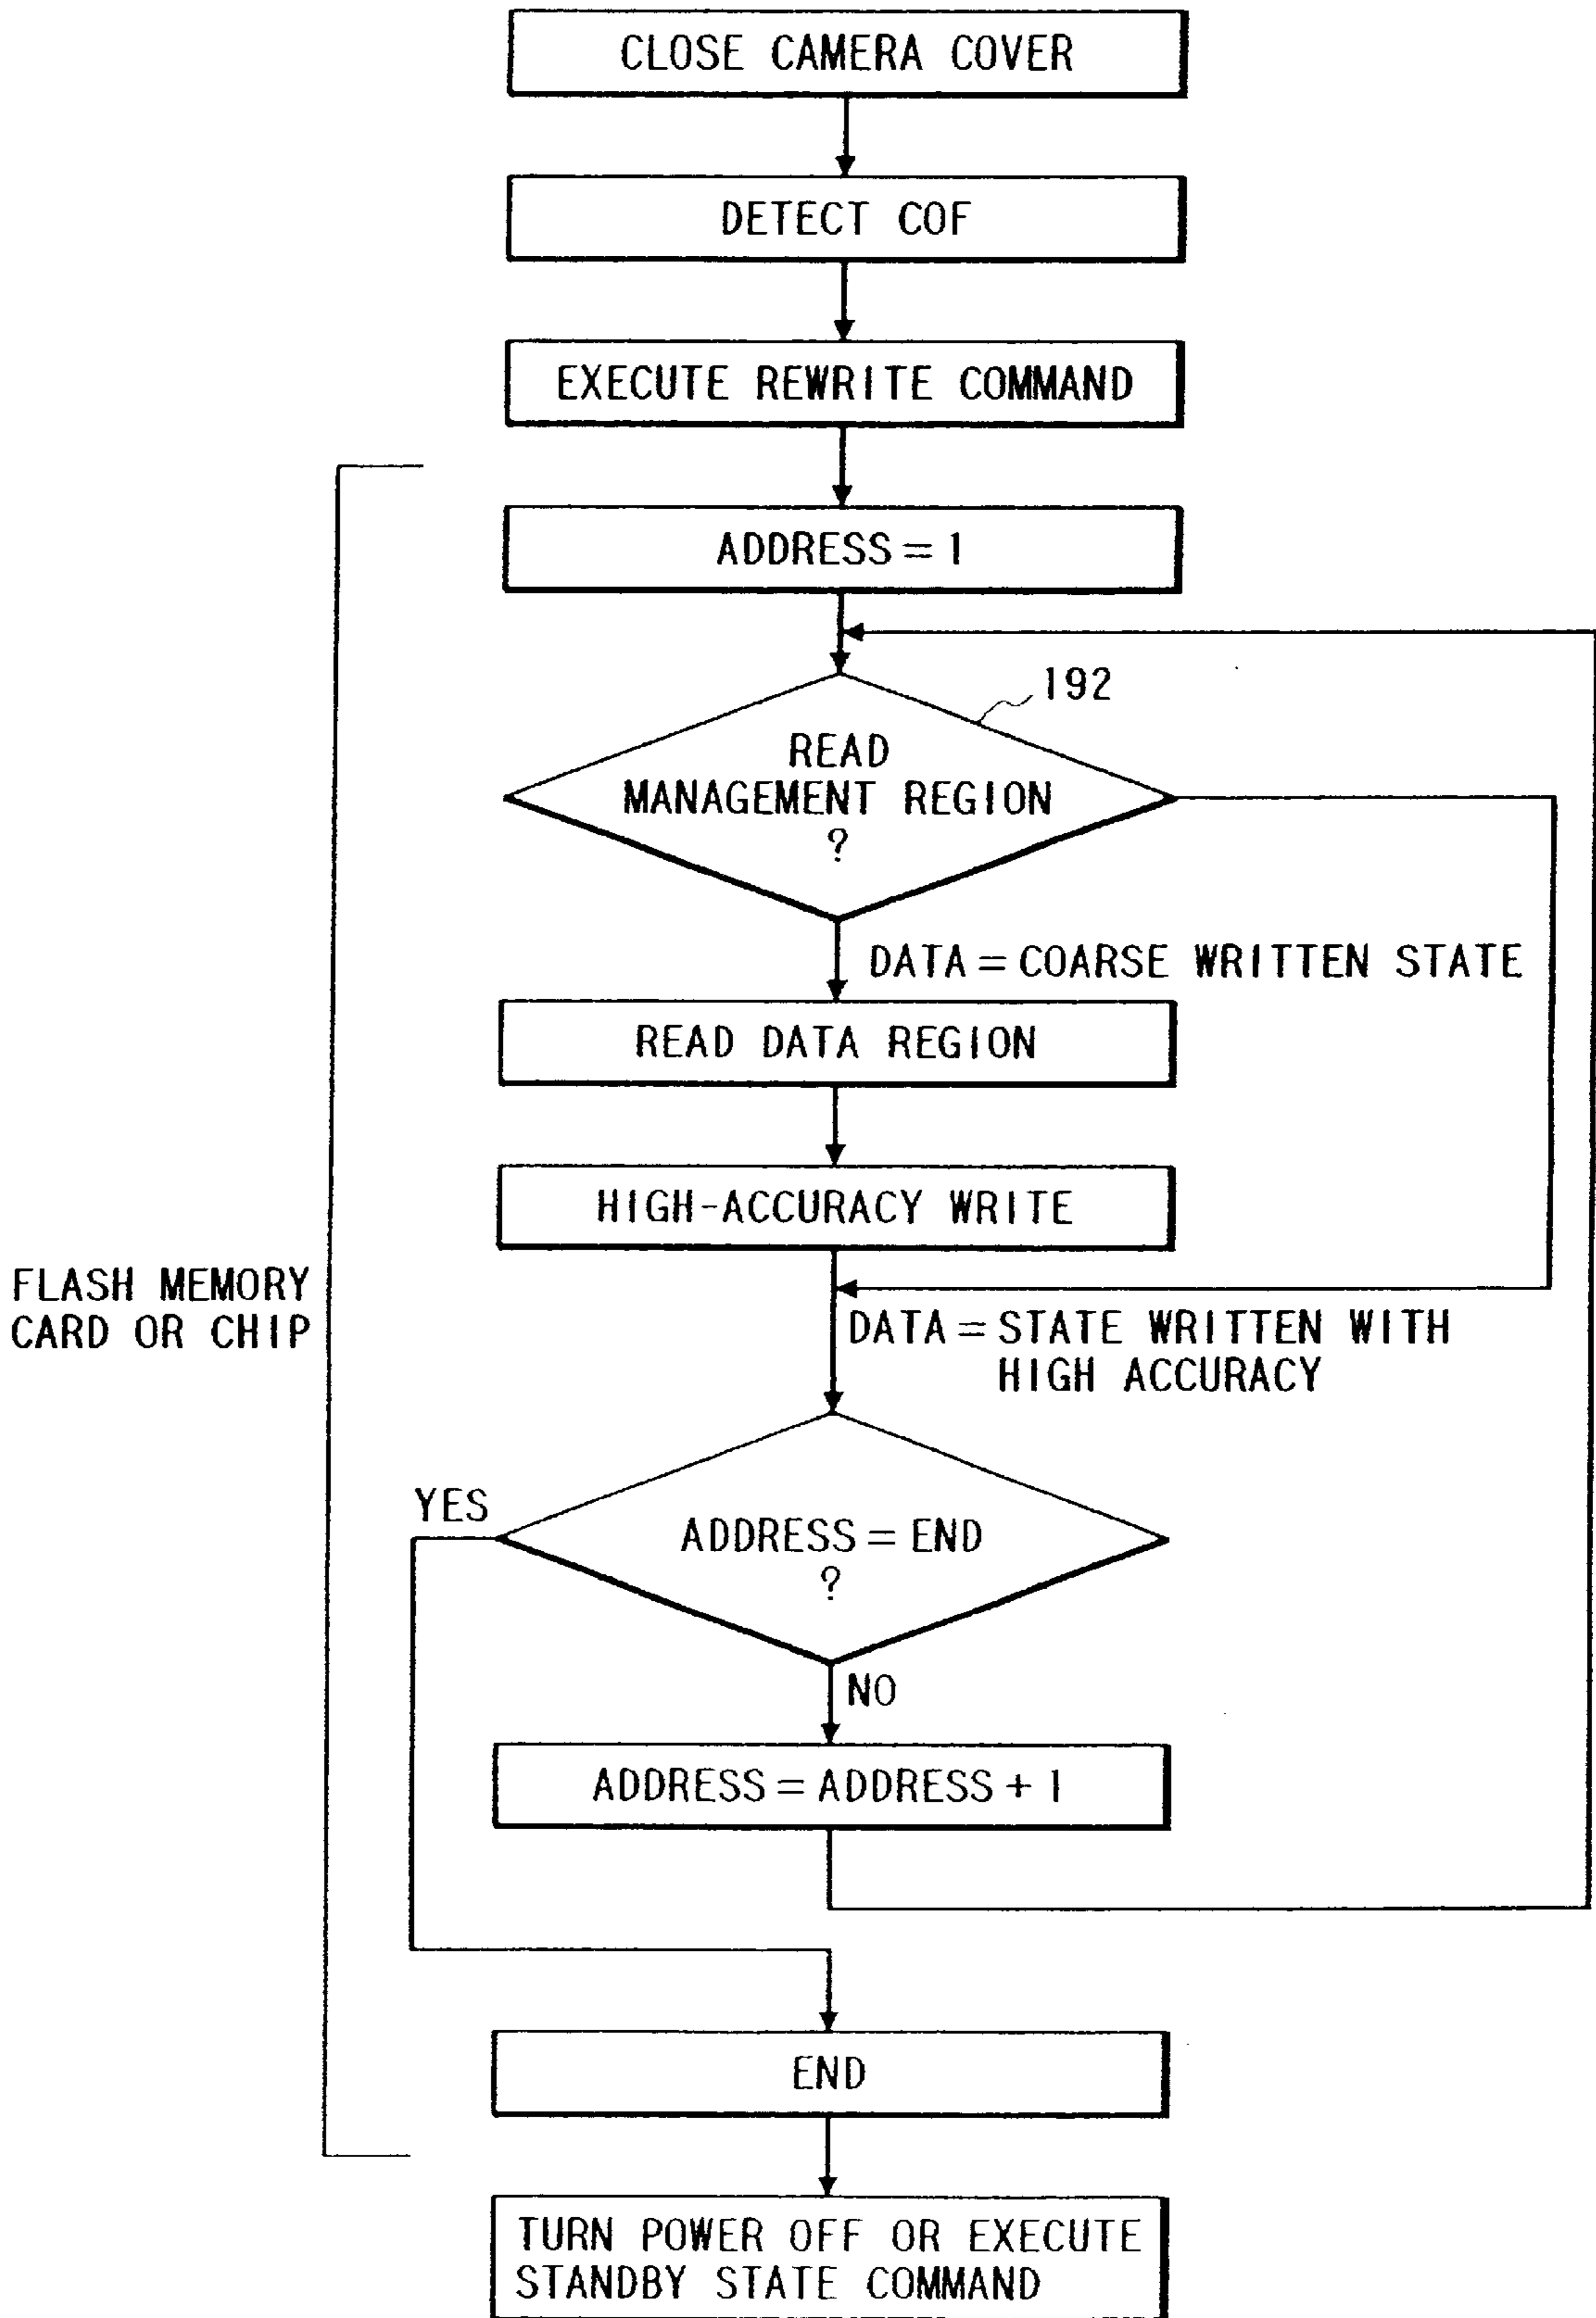 CLOSE CAMERA COVER
DETECT COF
EXECUTE REWRITE COMMAND
ADDRESS = 1
192
READ
MANAGEMENT REGION
?
DATA = COARSE WRITTEN STATE
READ DATA REGION
HIGH-ACCURACY WRITE
FLASH MEMORY
CARD OR CHIP
DATA = STATE WRITTEN WITH
HIGH ACCURACY
YES
ADDRESS = END
?
NO
ADDRESS = ADDRESS + 1
END
TURN POWER OFF OR EXECUTE
STANDBY STATE COMMAND